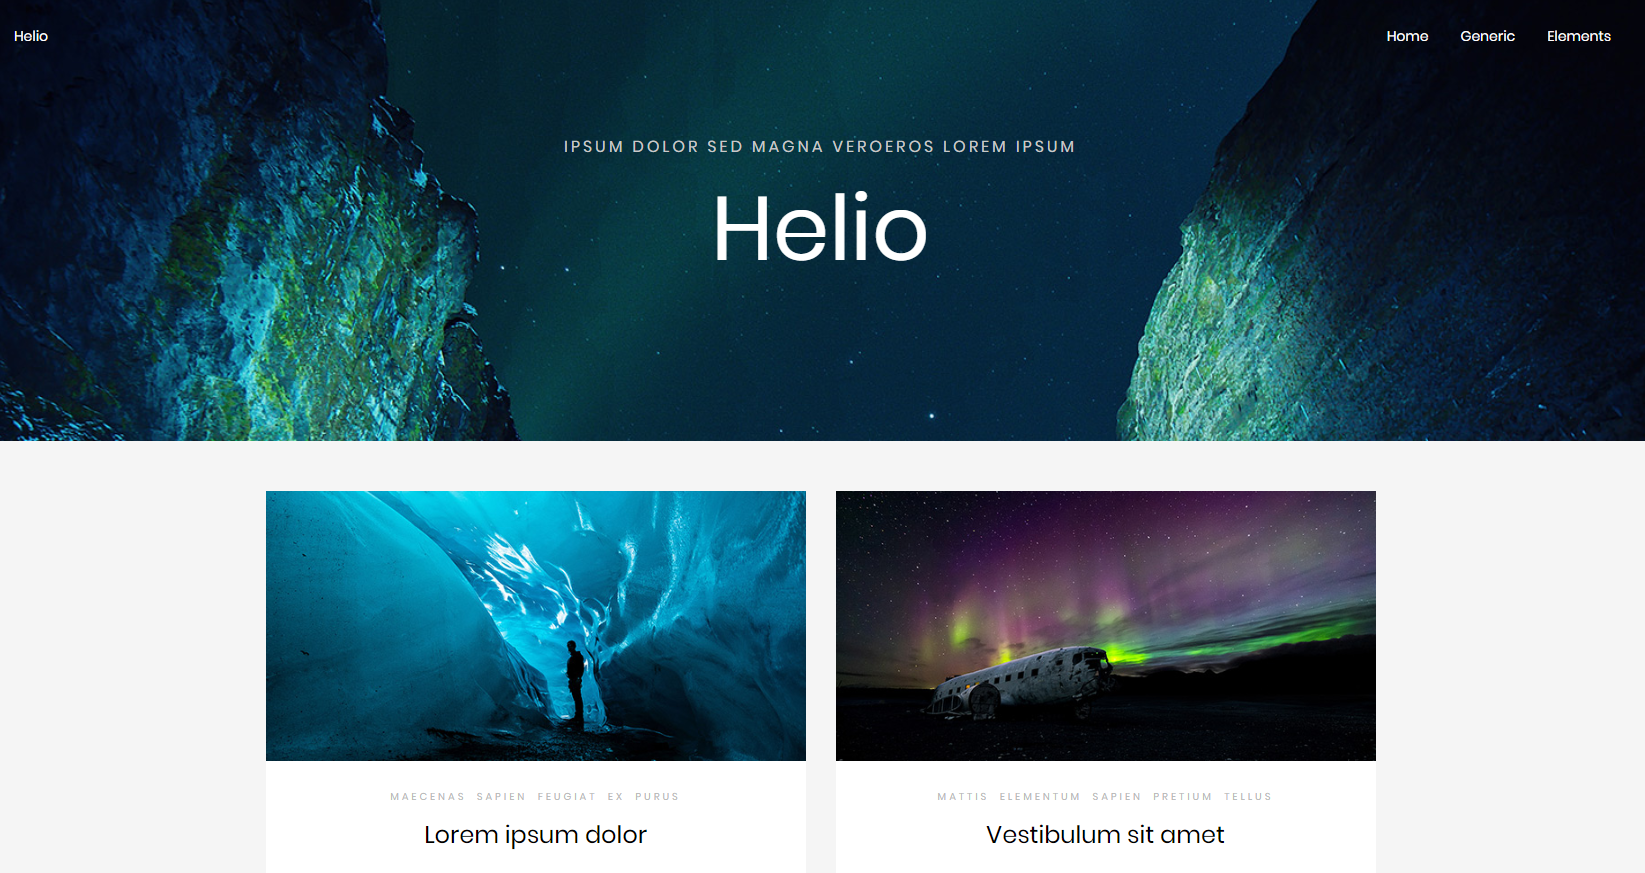 Helio
Home Generic Elements
IPSUM DOLOR SED MAGNA VEROEROS LOREM IPSUM
Helio
MAECENAS SAPIEN FEUGIAT EX PURUS
Lorem ipsum dolor
MATTIS ELEMENTUM SAPIEN PRETIUM TELLUS
Vestibulum sit amet